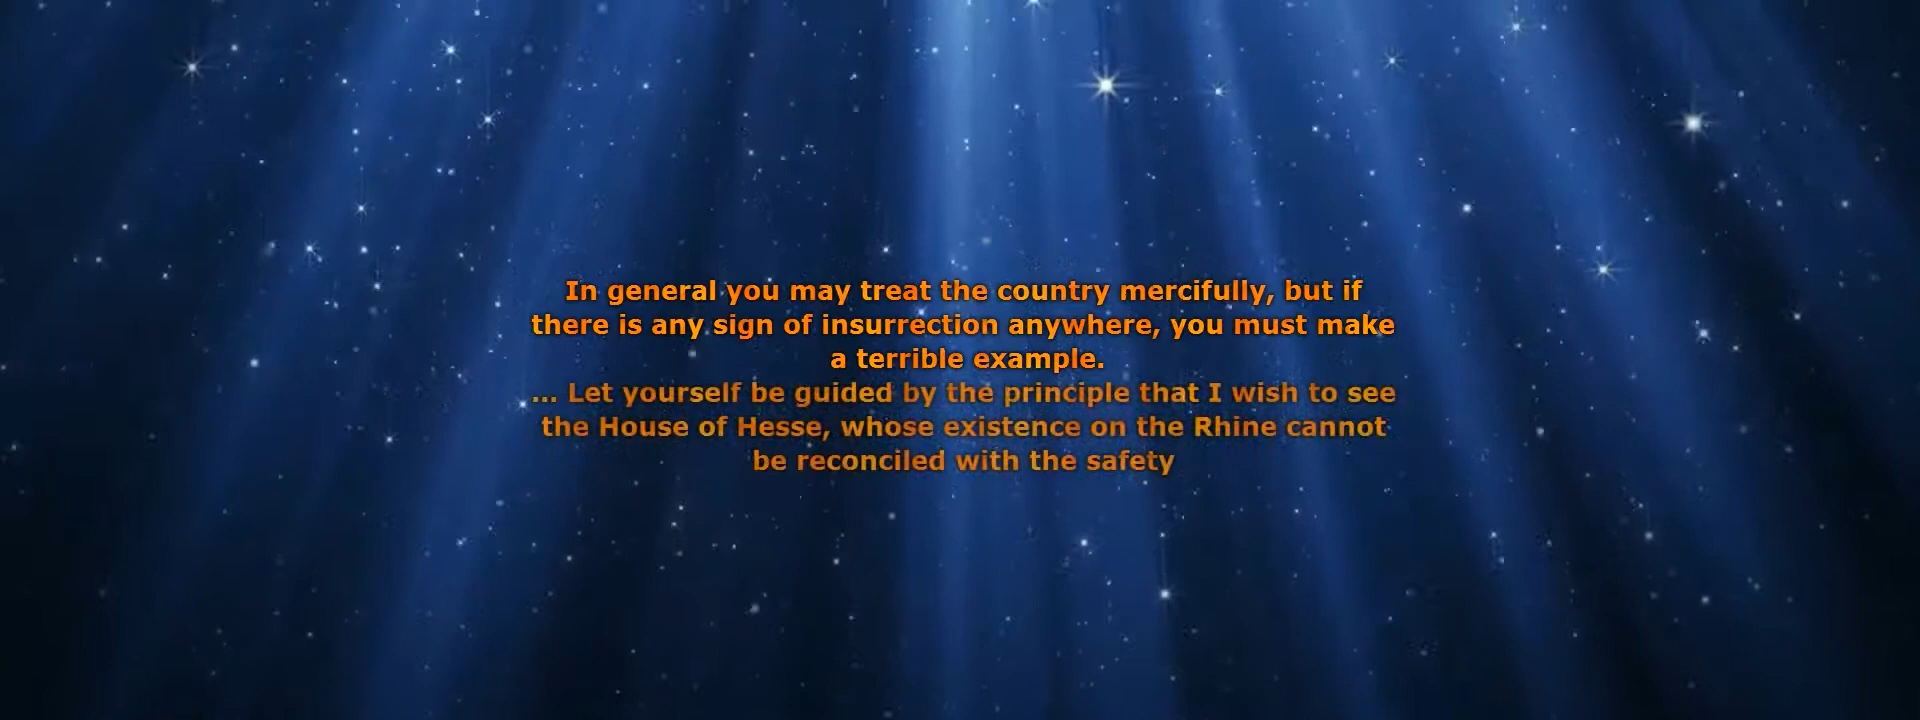 In general you may treat the country mercifully, but if
there is any sign of insurrection anywhere, you must make
a terrible example.
... Let yourself be guided by the principle that I wish to see
the House of Hesse, whose existence on the Rhine cannot
be reconciled with the safety